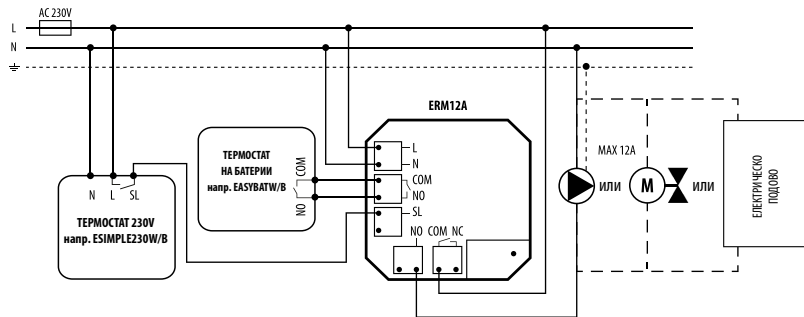 AC 230V
L
N
ERM12A
ТЕРМОСТАТ
НА БАТЕРИИ
напр. EASYBATW/B
COM
NO
L
N
COM
NO
SL
NO COM NC
N L SL
ТЕРМОСТАТ 230V
напр. ESIMPLE230W/B
MAX 12A
ИЛИ
M
ИЛИ
ЕЛЕКТРИЧЕСКО
ПОДОВО